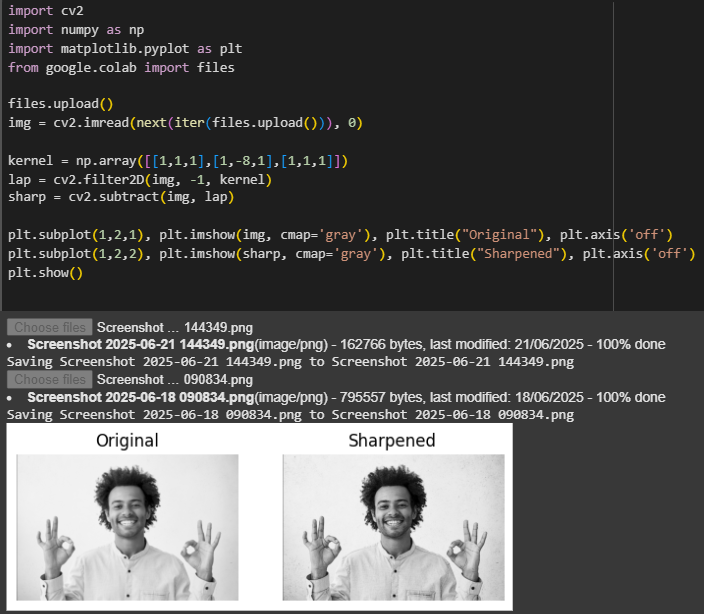 import cv2
import numpy as np
import matplotlib.pyplot as plt
from google.colab import files
files.upload()
img = cv2.imread(next(iter(files.upload())), 0)
kernel = np.array([[1,1,1],[1,-8,1],[1,1,1]])
lap = cv2.filter2D(img, -1, kernel)
sharp = cv2.subtract(img, lap)
plt.subplot(1,2,1), plt.imshow(img, cmap='gray'), plt.title("Original"), plt.axis('off')
plt.subplot(1,2,2), plt.imshow(sharp, cmap='gray'), plt.title("Sharpened"), plt.axis('off')
plt.show()
Choose files Screenshot ... 144349.png
• Screenshot 2025-06-21 144349.png(image/png) - 162766 bytes, last modified: 21/06/2025 - 100% done
Saving Screenshot 2025-06-21 144349.png to Screenshot 2025-06-21 144349.png
Choose files Screenshot ... 090834.png
• Screenshot 2025-06-18 090834.png(image/png) - 795557 bytes, last modified: 18/06/2025 - 100% done
Saving Screenshot 2025-06-18 090834.png to Screenshot 2025-06-18 090834.png
Original Sharpened